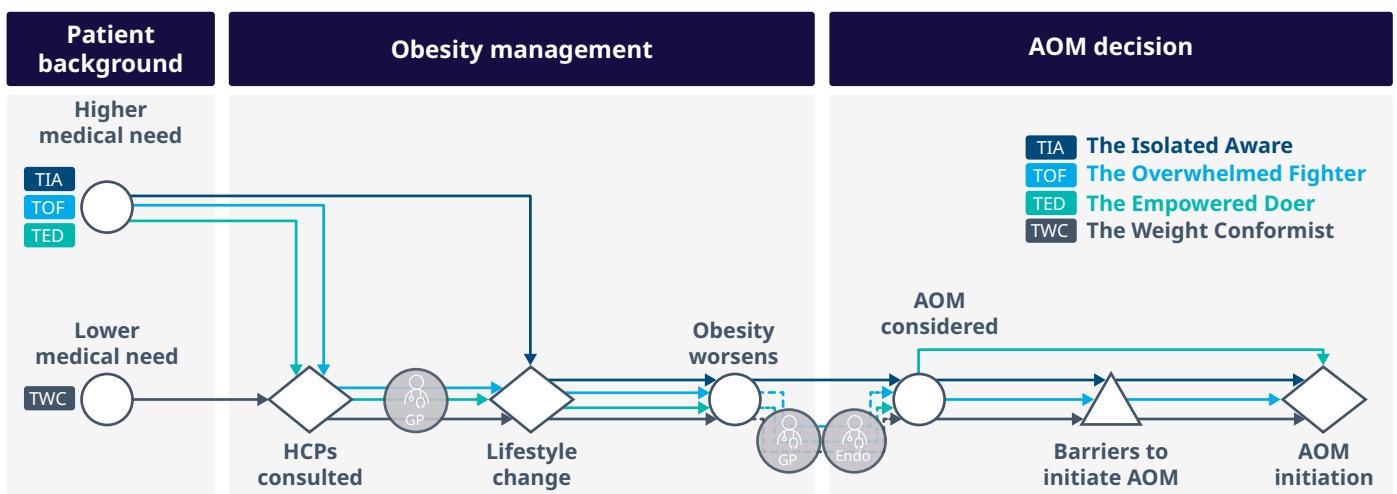 Patient
background
Obesity management
AOM decision
Higher
medical need
TIA
TOF
TED
TIA The Isolated Aware
TOF The Overwhelmed Fighter
TED The Empowered Doer
TWC The Weight Conformist
Lower
medical need
TWC
Obesity
worsens
AOM
considered
GP
GP
Endo
HCPs
consulted
Lifestyle
change
Barriers to
initiate AOM
AOM
initiation